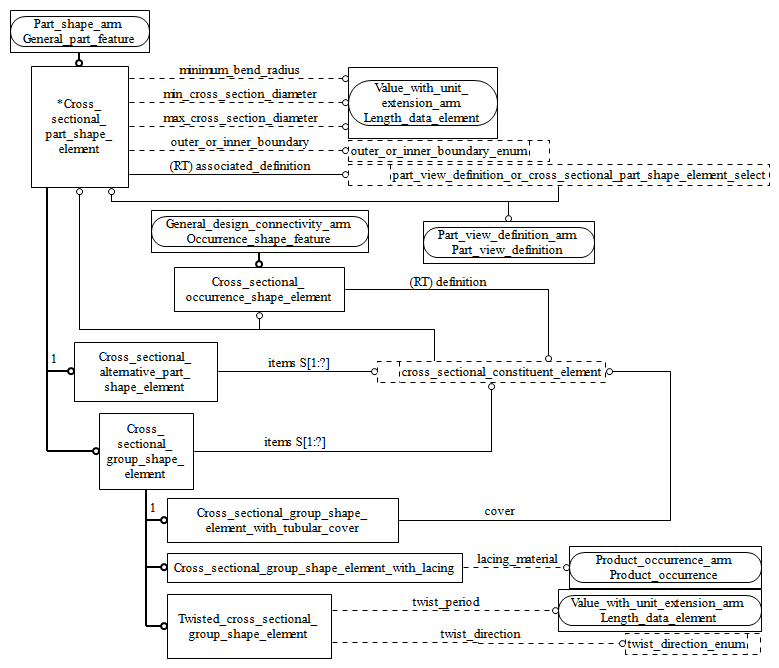 Part_shape_arm
General_part_feature
*Cross_
sectional_
part_shape_
element
minimum_bend_radius
min_cross_section_diameter
max_cross_section_diameter
outer_or_inner_boundary
(RT) associated_definition
Value_with_unit_
extension_arm
Length_data_element
outer_or_inner_boundary_enum
part_view_definition_or_cross_sectional_part_shape_element_select
General_design_connectivity_arm
Occurrence_shape_feature
Part_view_definition_arm
Part_view_definition
Cross_sectional_
occurrence_shape_element
(RT) definition
1
Cross_sectional_
alternative_part_
shape_element
items S[1:?]
cross_sectional_constituent_element
Cross_
sectional_
group_shape_
element
items S[1:?]
1
Cross_sectional_group_shape_
element_with_tubular_cover
cover
Cross_sectional_group_shape_element_with_lacing
lacing_material
Product_occurrence_arm
Product_occurrence
Twisted_cross_sectional_
group_shape_element
twist_period
Value_with_unit_extension_arm
Length_data_element
twist_direction
twist_direction_enum